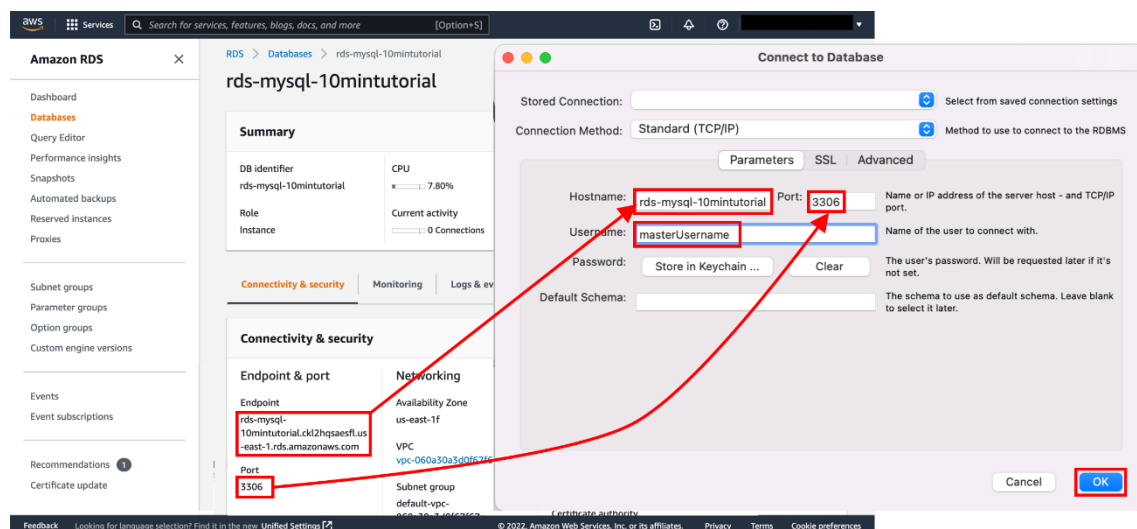 aws Services Search for services, features, blogs, docs, and more [Option+S]
Amazon RDS
Dashboard
Databases
Query Editor
Performance insights
Snapshots
Automated backups
Reserved instances
Proxies
Subnet groups
Parameter groups
Option groups
Custom engine versions
Events
Event subscriptions
Recommendations 1
Certificate update
RDS > Databases > rds-mysql-10mintutorial
rds-mysql-10mintutorial
Summary
DB identifier
rds-mysql-10mintutorial
CPU
7.80%
Role
Instance
Current activity
0 Connections
Connectivity & security Monitoring Logs & ev
Connectivity & security
Endpoint & port
Endpoint
rds-mysql-
10mintutorial.ckl2hqsaesfl.us
-east-1.rds.amazonaws.com
Port
3306
Networking
Availability Zone
us-east-1f
VPC
Subnet group
default-vpc-
Certificate authority
Connect to Database
Stored Connection: Select from saved connection settings
Connection Method: Standard (TCP/IP) Method to use to connect to the RDBMS
Parameters SSL Advanced
Hostname: rds-mysql-10mintutorial Port: 3306 Name or IP address of the server host - and TCP/IP
port.
Username: masterUsername Name of the user to connect with.
Password: Store in Keychain ... Clear The user's password. Will be requested later if it's
not set.
Default Schema: The schema to use as default schema. Leave blank
to select it later.
Cancel OK
Feedback Looking for language selection? Find it in the new Unified Settings © 2022, Amazon Web Services, Inc. or its affiliates. Privacy Terms Cookie preferences